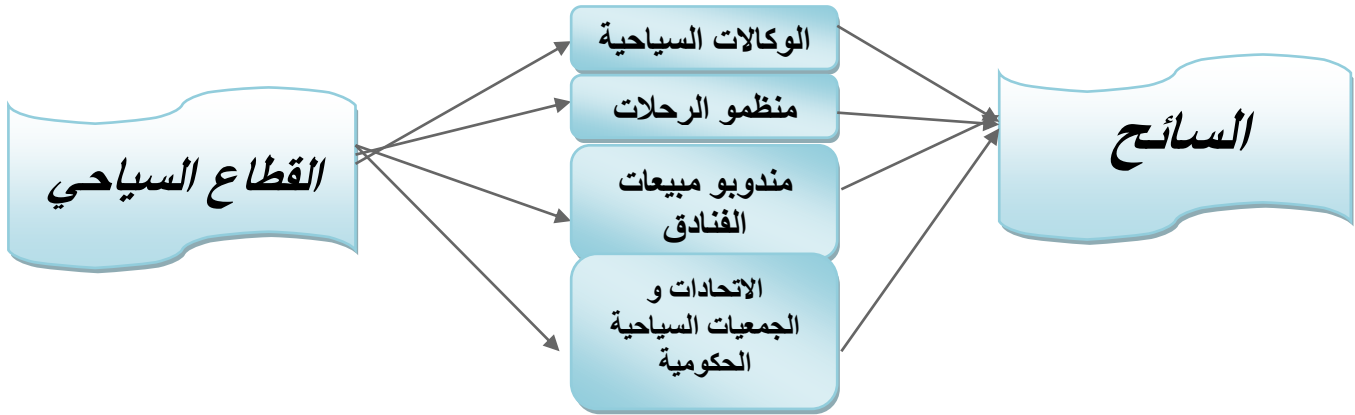 الوكالات السياحية
منظمو الرحلات
مندوبو مبيعات
الفنادق
الاتحادات و
الجمعيات السياحية
الحكومية
السائح
القطاع السياحي